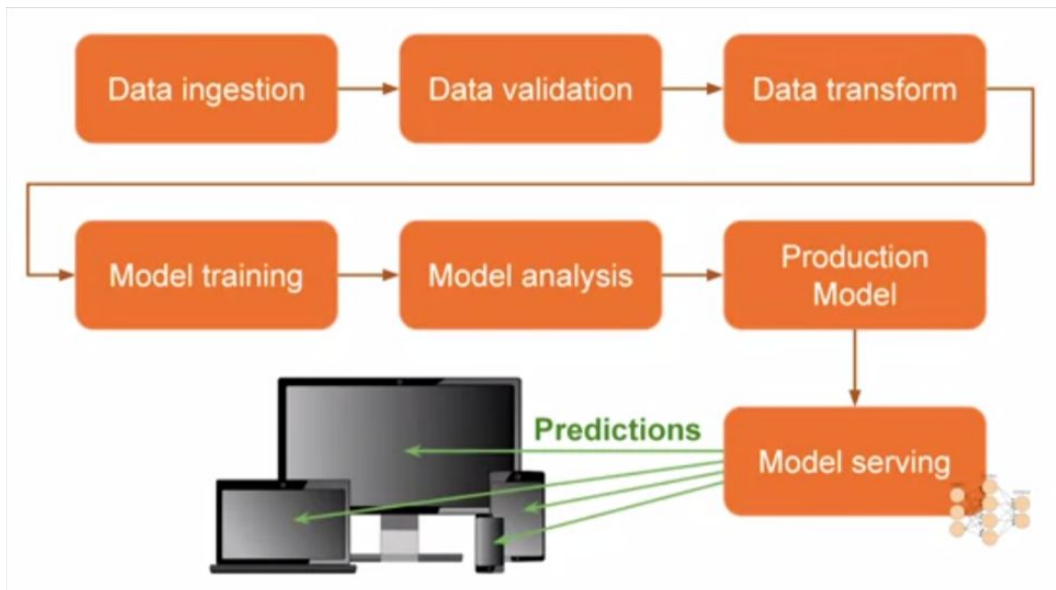 Data ingestion
Data validation
Data transform
Model training
Model analysis
Production
Model
Predictions
Model serving